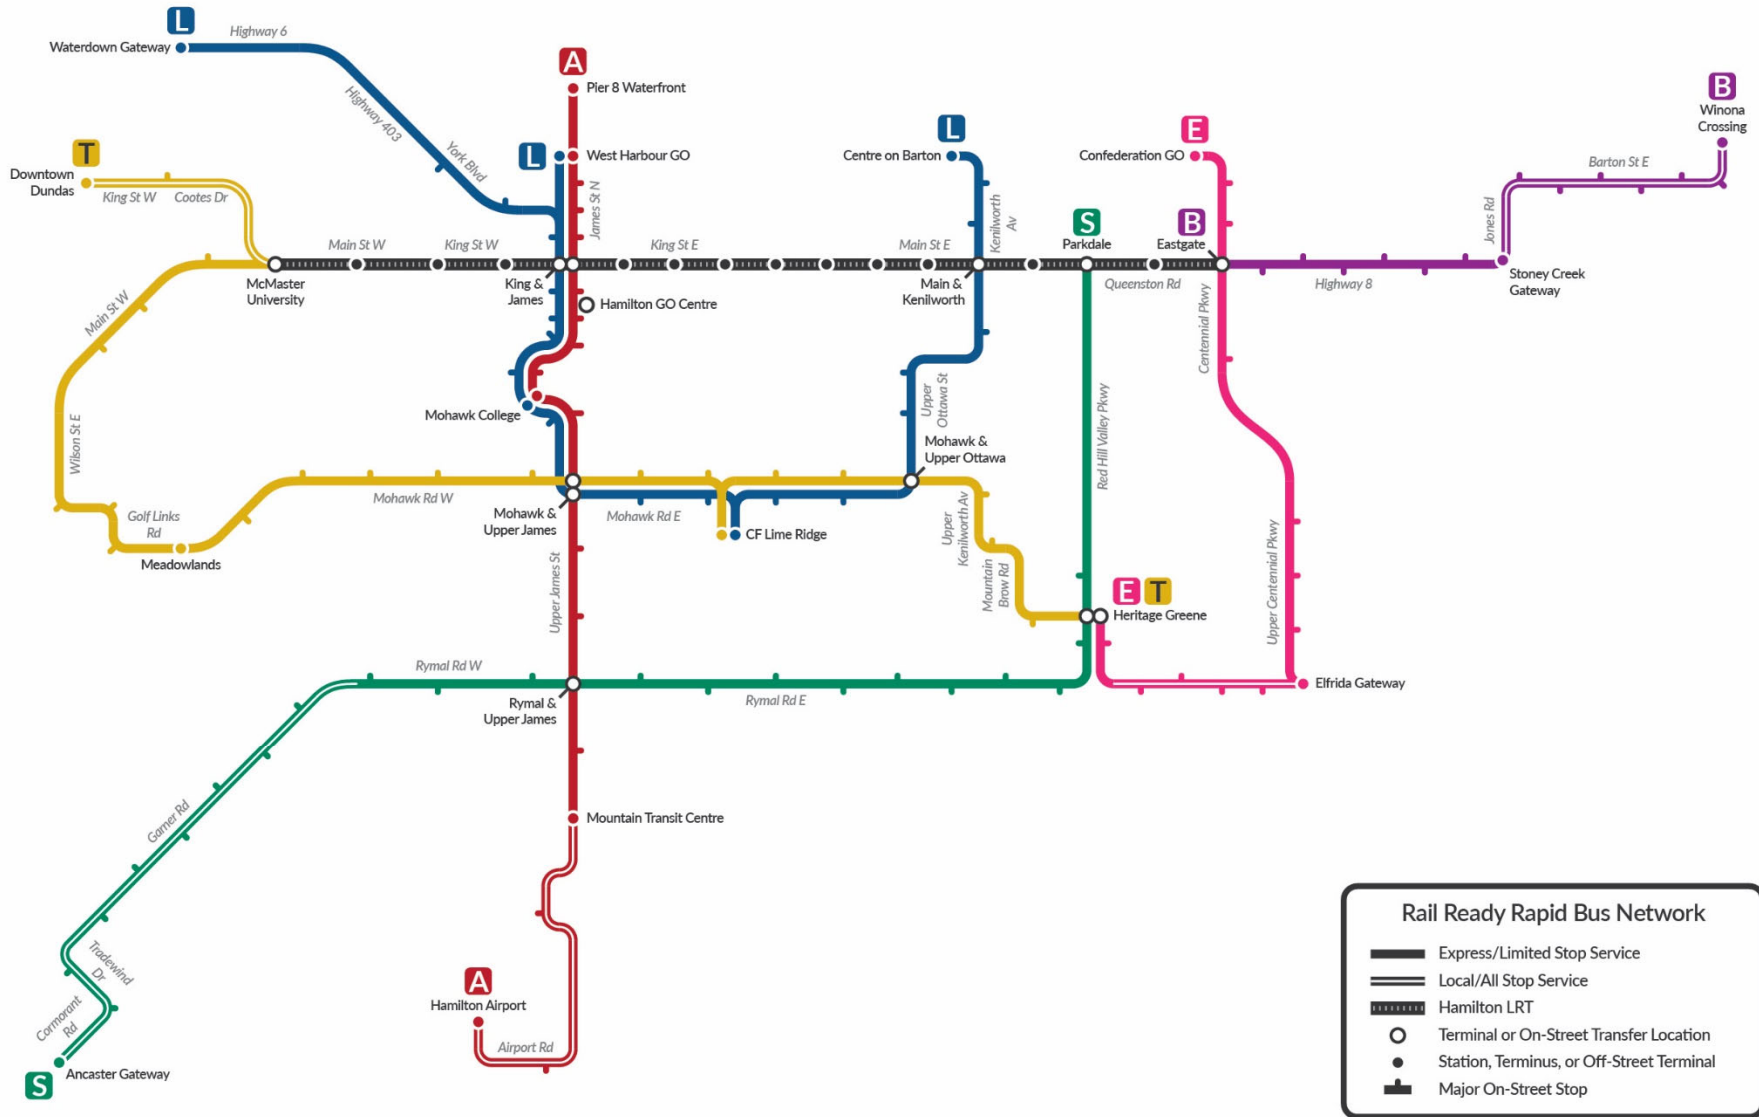 L
Waterdown Gateway
Highway 6
Highway 403
York Blvd
A
Pier 8 Waterfront
L
West Harbour GO
James St N
L
Centre on Barton
Kenilworth
Av
E
Confederation GO
B
Winona
Crossing
Barton St E
Jones Rd
T
Downtown
Dundas
King St W
Cootes Dr
Main St W
King St W
King St E
Main St E
S
Parkdale
B
Eastgate
McMaster
University
King &
James
Hamilton GO Centre
Main &
Kenilworth
Queenston Rd
Highway 8
Stoney Creek
Gateway
Main St W
Wilson St E
Centennial Pkwy
Mohawk College
Upper
Ottawa St
Red Hill Valley Pkwy
Mohawk &
Upper Ottawa
Golf Links
Rd
Meadowlands
Mohawk Rd W
Mohawk &
Upper James
Mohawk Rd E
CF Lime Ridge
Upper
Kenilworth Av
Mountain
Brow Rd
Upper James St
Upper Centennial Pkwy
E
T
Heritage Greene
Rymal Rd W
Rymal &
Upper James
Rymal Rd E
Elfrida Gateway
Garner Rd
Mountain Transit Centre
Tradewind
Dr
Cormorant
Rd
S
Ancaster Gateway
A
Hamilton Airport
Airport Rd
Rail Ready Rapid Bus Network
Express/Limited Stop Service
Local/All Stop Service
Hamilton LRT
Terminal or On-Street Transfer Location
Station, Terminus, or Off-Street Terminal
Major On-Street Stop